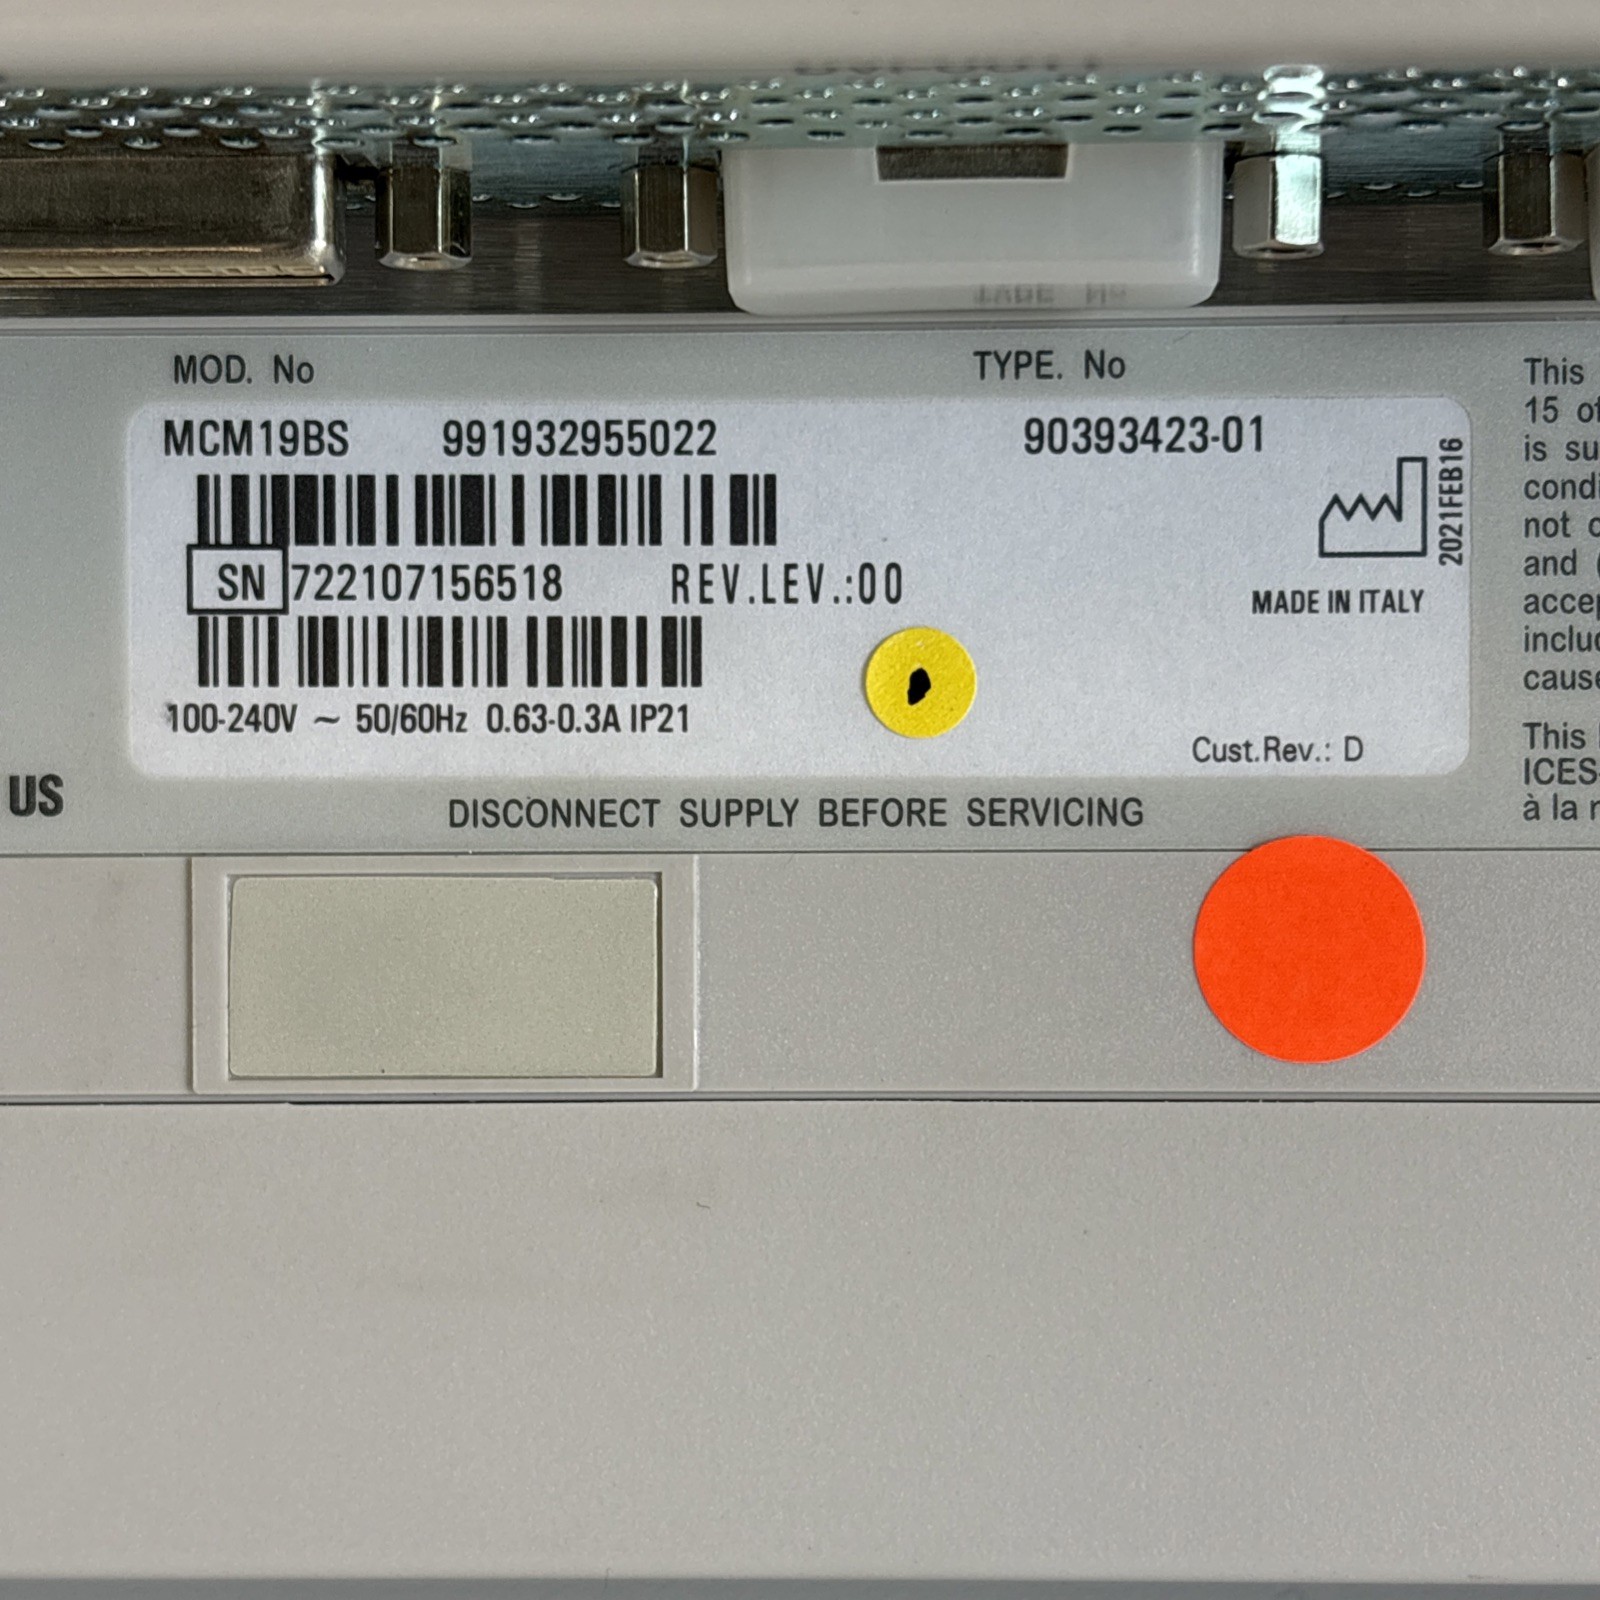 MOD. No
TYPE. No
MCM19BS 991932955022
90393423-01
2021FEB16
SN 722107156518 REV.LEV.:00
MADE IN ITALY
100-240V ~ 50/60Hz 0.63-0.3A IP21
Cust.Rev.: D
US
DISCONNECT SUPPLY BEFORE SERVICING
This
15 of
is su
condi
not c
and (
accep
includ
cause
This
ICES-
à la n